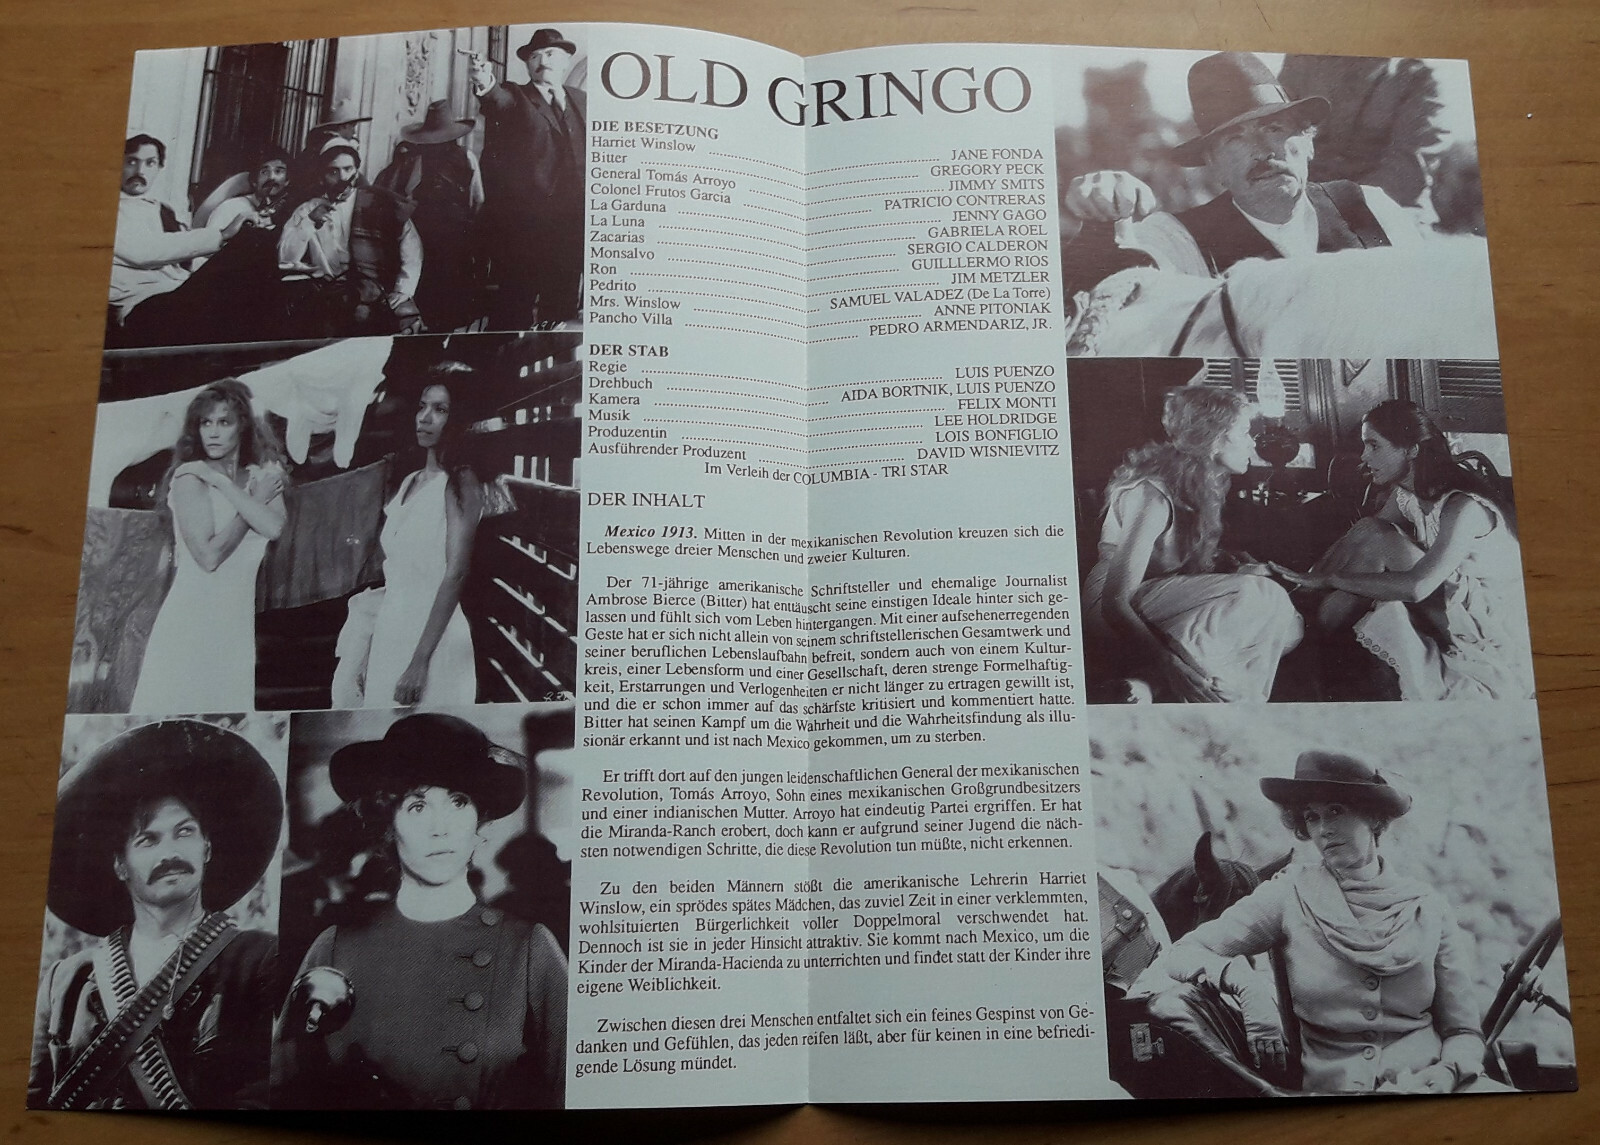 OLD GRINGO
DIE BESETZUNG
Harriet Winslow ........ JANE FONDA
Bitter ........ GREGORY PECK
General Tomás Arroyo ........ JIMMY SMITS
Colonel Frutos Garcia ........ PATRICIO CONTRERAS
La Garduna ........ JENNY GAGO
La Luna ........ GABRIELA ROEL
Zacarias ........ SERGIO CALDERON
Monsalvo ........ GUILLLERMO RIOS
Ron ........ JIM METZLER
Pedrito ........ SAMUEL VALADEZ (De La Torre)
Mrs. Winslow ........ ANNE PITONIAK
Pancho Villa ........ PEDRO ARMENDARIZ, JR.
DER STAB
Regie ........ LUIS PUENZO
Drehbuch ........ AIDA BORTNIK, LUIS PUENZO
Kamera ........ FELIX MONTI
Musik ........ LEE HOLDRIDGE
Produzentin ........ LOIS BONFIGLIO
Ausführender Produzent ........ DAVID WISNIEVITZ
Im Verleih der COLUMBIA - TRI STAR
DER INHALT
Mexico 1913. Mitten in der mexikanischen Revolution kreuzen sich die
Lebenswege dreier Menschen und zweier Kulturen.
Der 71-jährige amerikanische Schriftsteller und ehemalige Journalist
Ambrose Bierce (Bitter) hat enttäuscht seine einstigen Ideale hinter sich ge-
lassen und fühlt sich vom Leben hintergangen. Mit einer aufsehenerregenden
Geste hat er sich nicht allein von seinem schriftstellerischen Gesamtwerk und
seiner beruflichen Lebenslaufbahn befreit, sondern auch von einem Kultur-
kreis, einer Lebensform und einer Gesellschaft, deren strenge Formelhaftig-
keit, Erstarrungen und Verlogenheiten er nicht länger zu ertragen gewillt ist,
und die er schon immer auf das schärfste kritisiert und kommentiert hatte.
Bitter hat seinen Kampf um die Wahrheit und die Wahrheitsfindung als illu-
sionär erkannt und ist nach Mexico gekommen, um zu sterben.
Er trifft dort auf den jungen leidenschaftlichen General der mexikanischen
Revolution, Tomás Arroyo, Sohn eines mexikanischen Großgrundbesitzers
und einer indianischen Mutter. Arroyo hat eindeutig Partei ergriffen. Er hat
die Miranda-Ranch erobert, doch kann er aufgrund seiner Jugend die näch-
sten notwendigen Schritte, die diese Revolution tun müßte, nicht erkennen.
Zu den beiden Männern stößt die amerikanische Lehrerin Harriet
Winslow, ein sprödes spätes Mädchen, das zuviel Zeit in einer verklemmten,
wohlsituierten Bürgerlichkeit voller Doppelmoral verschwendet hat.
Dennoch ist sie in jeder Hinsicht attraktiv. Sie kommt nach Mexico, um die
Kinder der Miranda-Hacienda zu unterrichten und findet statt der Kinder ihre
eigene Weiblichkeit.
Zwischen diesen drei Menschen entfaltet sich ein feines Gespinst von Ge-
danken und Gefühlen, das jeden reifen läßt, aber für keinen in eine befriedi-
gende Lösung mündet.